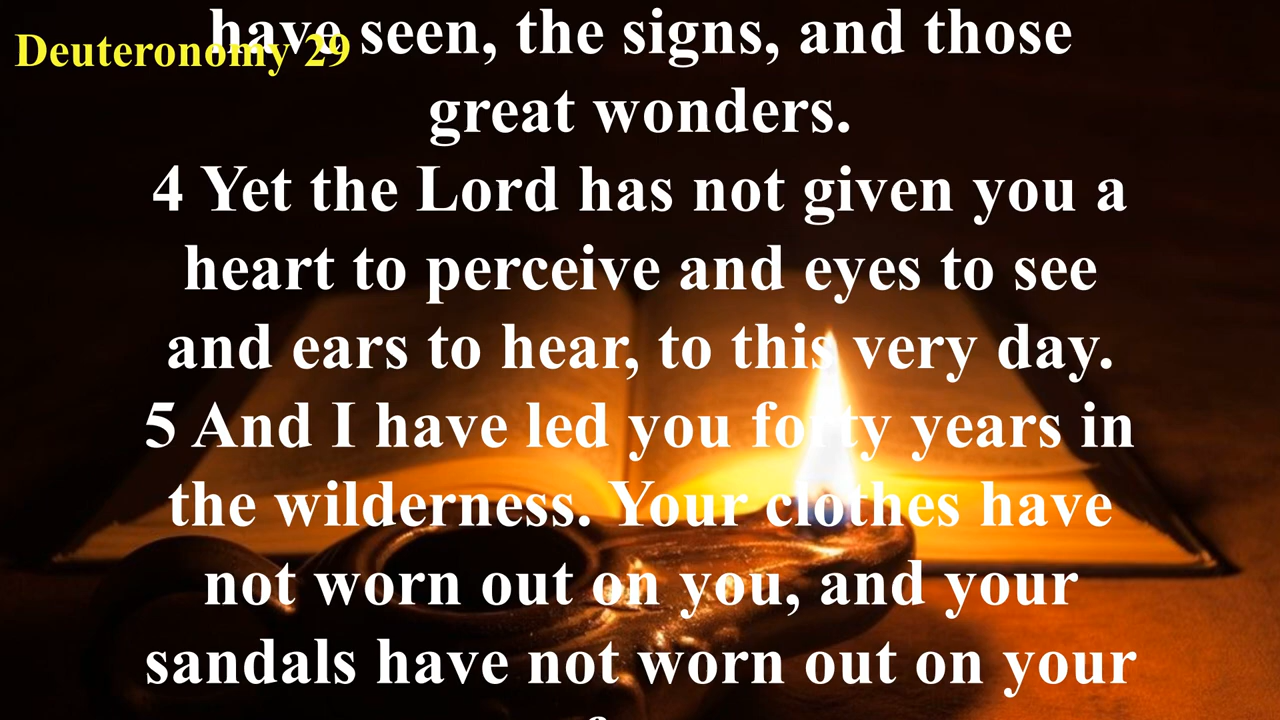 Deuteronomy 29
have seen, the signs, and those
great wonders.
4 Yet the Lord has not given you a
heart to perceive and eyes to see
and ears to hear, to this very day.
5 And I have led you forty years in
the wilderness. Your clothes have
not worn out on you, and your
sandals have not worn out on your